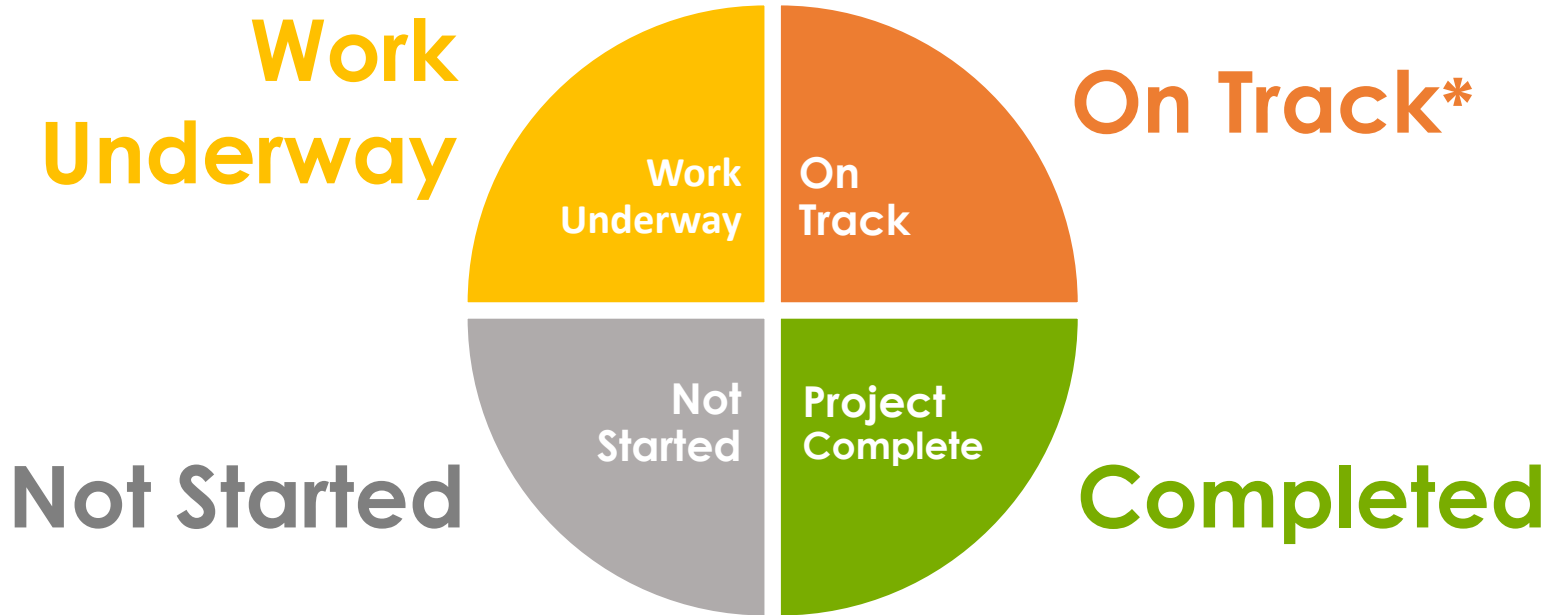 Work
Underway
On Track*
Work
Underway
On
Track
Not
Started
Project
Complete
Not Started
Completed